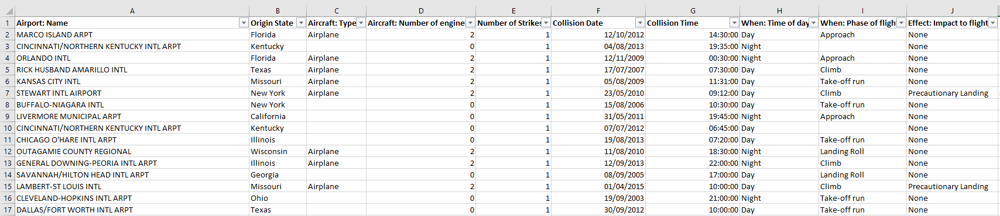 A B C D E F G H I J
1 Airport: Name Origin State Aircraft: Type Aircraft: Number of engine Number of Strikes Collision Date Collision Time When: Time of day When: Phase of fligh Effect: Impact to flight
2 MARCO ISLAND ARPT Florida Airplane 2 1 12/10/2012 14:30:00 Day Approach None
3 CINCINNATI/NORTHERN KENTUCKY INTL ARPT Kentucky 0 1 04/08/2013 19:35:00 Night None
4 ORLANDO INTL Florida Airplane 2 1 12/11/2009 00:30:00 Night Approach None
5 RICK HUSBAND AMARILLO INTL Texas Airplane 2 1 17/07/2007 07:30:00 Day Climb None
6 KANSAS CITY INTL Missouri Airplane 2 1 05/08/2009 11:31:00 Day Take-off run None
7 STEWART INTL AIRPORT New York Airplane 2 1 23/05/2010 09:12:00 Day Climb Precautionary Landing
8 BUFFALO-NIAGARA INTL New York 0 1 15/08/2006 10:30:00 Day Take-off run None
9 LIVERMORE MUNICIPAL ARPT California 0 1 31/05/2011 19:45:00 Night Approach None
10 CINCINNATI/NORTHERN KENTUCKY INTL ARPT Kentucky 0 1 07/07/2012 06:45:00 Day None
11 CHICAGO O'HARE INTL ARPT Illinois 0 1 19/08/2013 07:20:00 Day Take-off run None
12 OUTAGAMIE COUNTY REGIONAL Wisconsin Airplane 2 1 11/08/2010 18:30:00 Night Landing Roll None
13 GENERAL DOWNING-PEORIA INTL ARPT Illinois Airplane 2 1 12/09/2013 22:00:00 Night Climb None
14 SAVANNAH/HILTON HEAD INTL ARPT Georgia 0 1 08/09/2005 17:00:00 Day Landing Roll None
15 LAMBERT-ST LOUIS INTL Missouri Airplane 2 1 01/04/2015 10:00:00 Day Climb Precautionary Landing
16 CLEVELAND-HOPKINS INTL ARPT Ohio 0 1 19/09/2003 21:00:00 Night Take-off run None
17 DALLAS/FORT WORTH INTL ARPT Texas 0 1 30/09/2012 10:00:00 Day Take-off run None